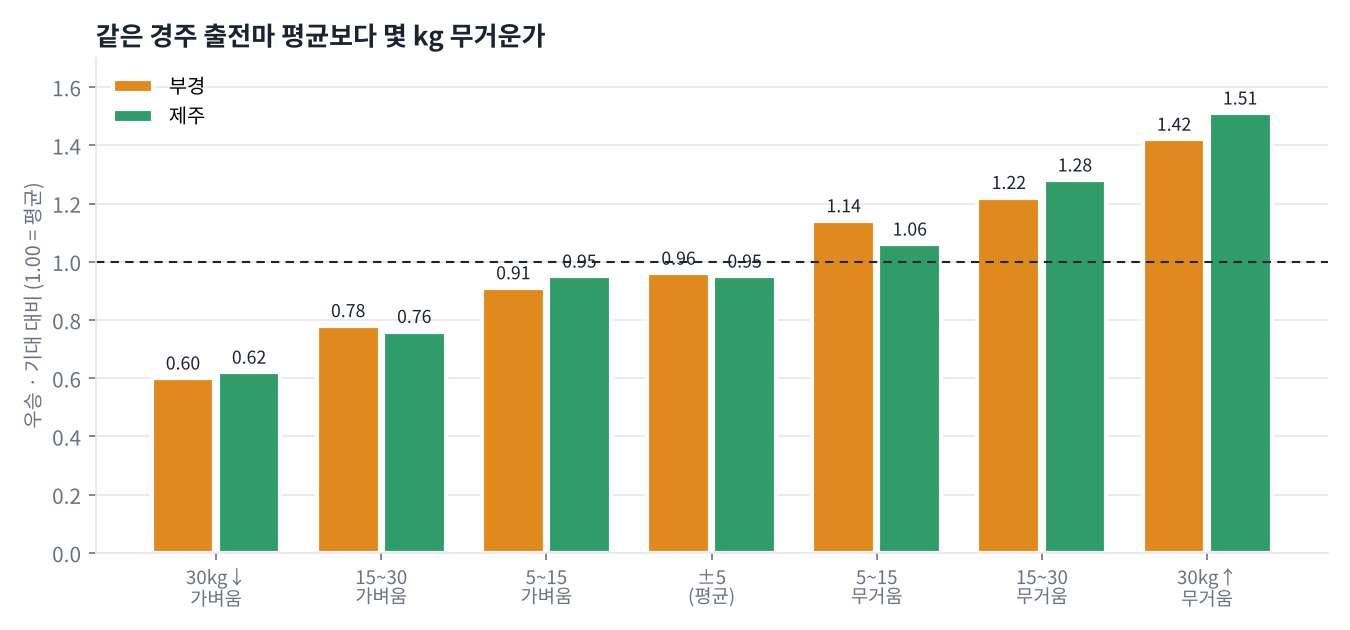 같은 경주 출전마 평균보다 몇 kg 무거운가
부경
제주
우승 · 기대 대비 (1.00 = 평균)
1.6
1.4
1.2
1.0
0.8
0.6
0.4
0.2
0.0
0.60
0.62
0.78
0.76
0.91
0.95
0.96
0.95
1.14
1.06
1.22
1.28
1.42
1.51
30kg↓
가벼움
15~30
가벼움
5~15
가벼움
±5
(평균)
5~15
무거움
15~30
무거움
30kg↑
무거움